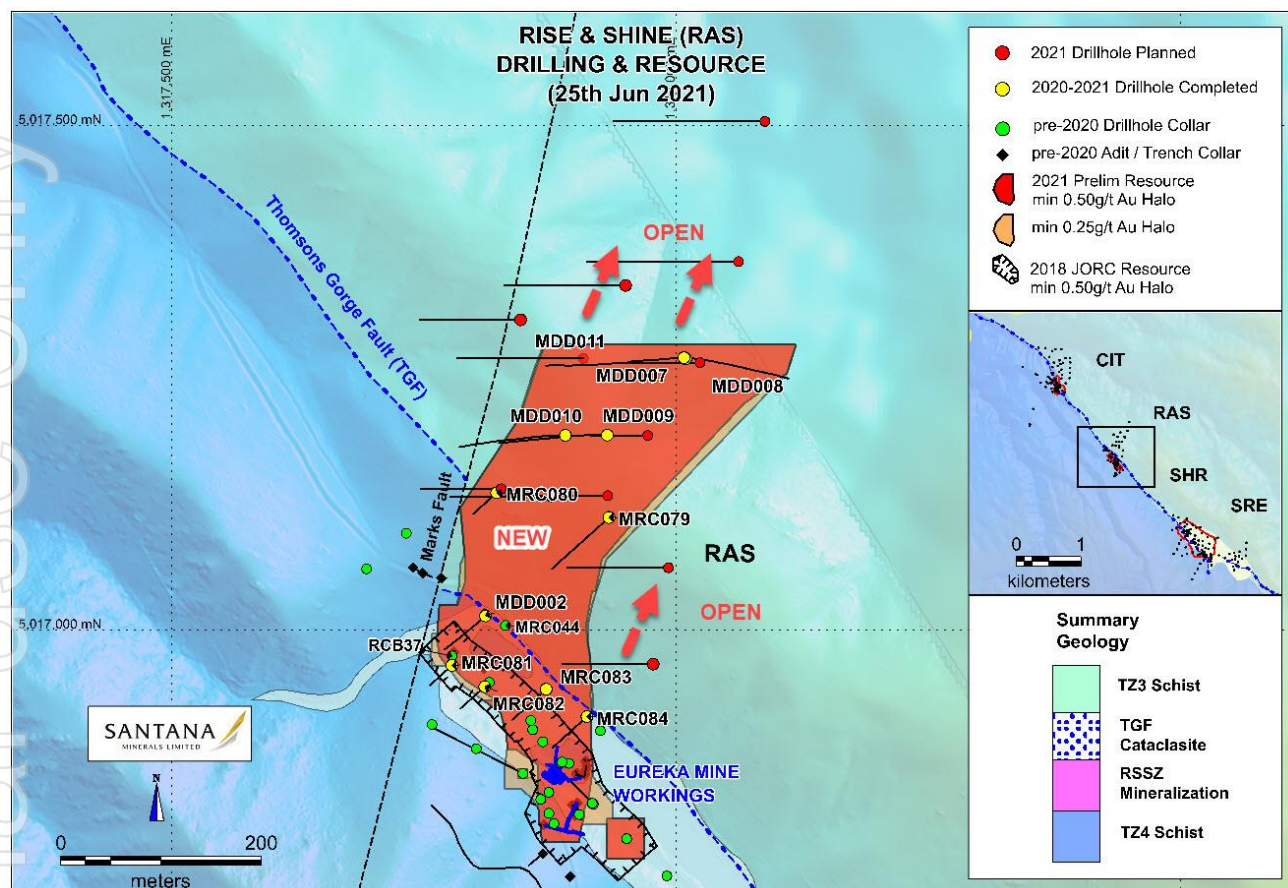 RISE & SHINE (RAS)
DRILLING & RESOURCE
(25th Jun 2021)
1,317,500 mE
5,017,500 mN
Thomsons Gorge Fault (TGF)
OPEN
MDD011
MDD007
MDD008
MDD010
MDD009
MRC080
MRC079
NEW
Marks Fault
RAS
MDD002
OPEN
5,017,000 mN
MRC044
RCB37
MRC081
MRC083
MRC082
MRC084
SANTANA
MINERALS LIMITED
EUREKA MINE
WORKINGS
N
0 200
meters
2021 Drillhole Planned
2020-2021 Drillhole Completed
pre-2020 Drillhole Collar
pre-2020 Adit / Trench Collar
2021 Prelim Resource
min 0.50g/t Au Halo
min 0.25g/t Au Halo
2018 JORC Resource
min 0.50g/t Au Halo
CIT
RAS
SHR
SRE
0 1
kilometers
Summary
Geology
TZ3 Schist
TGF
Cataclasite
RSSZ
Mineralization
TZ4 Schist